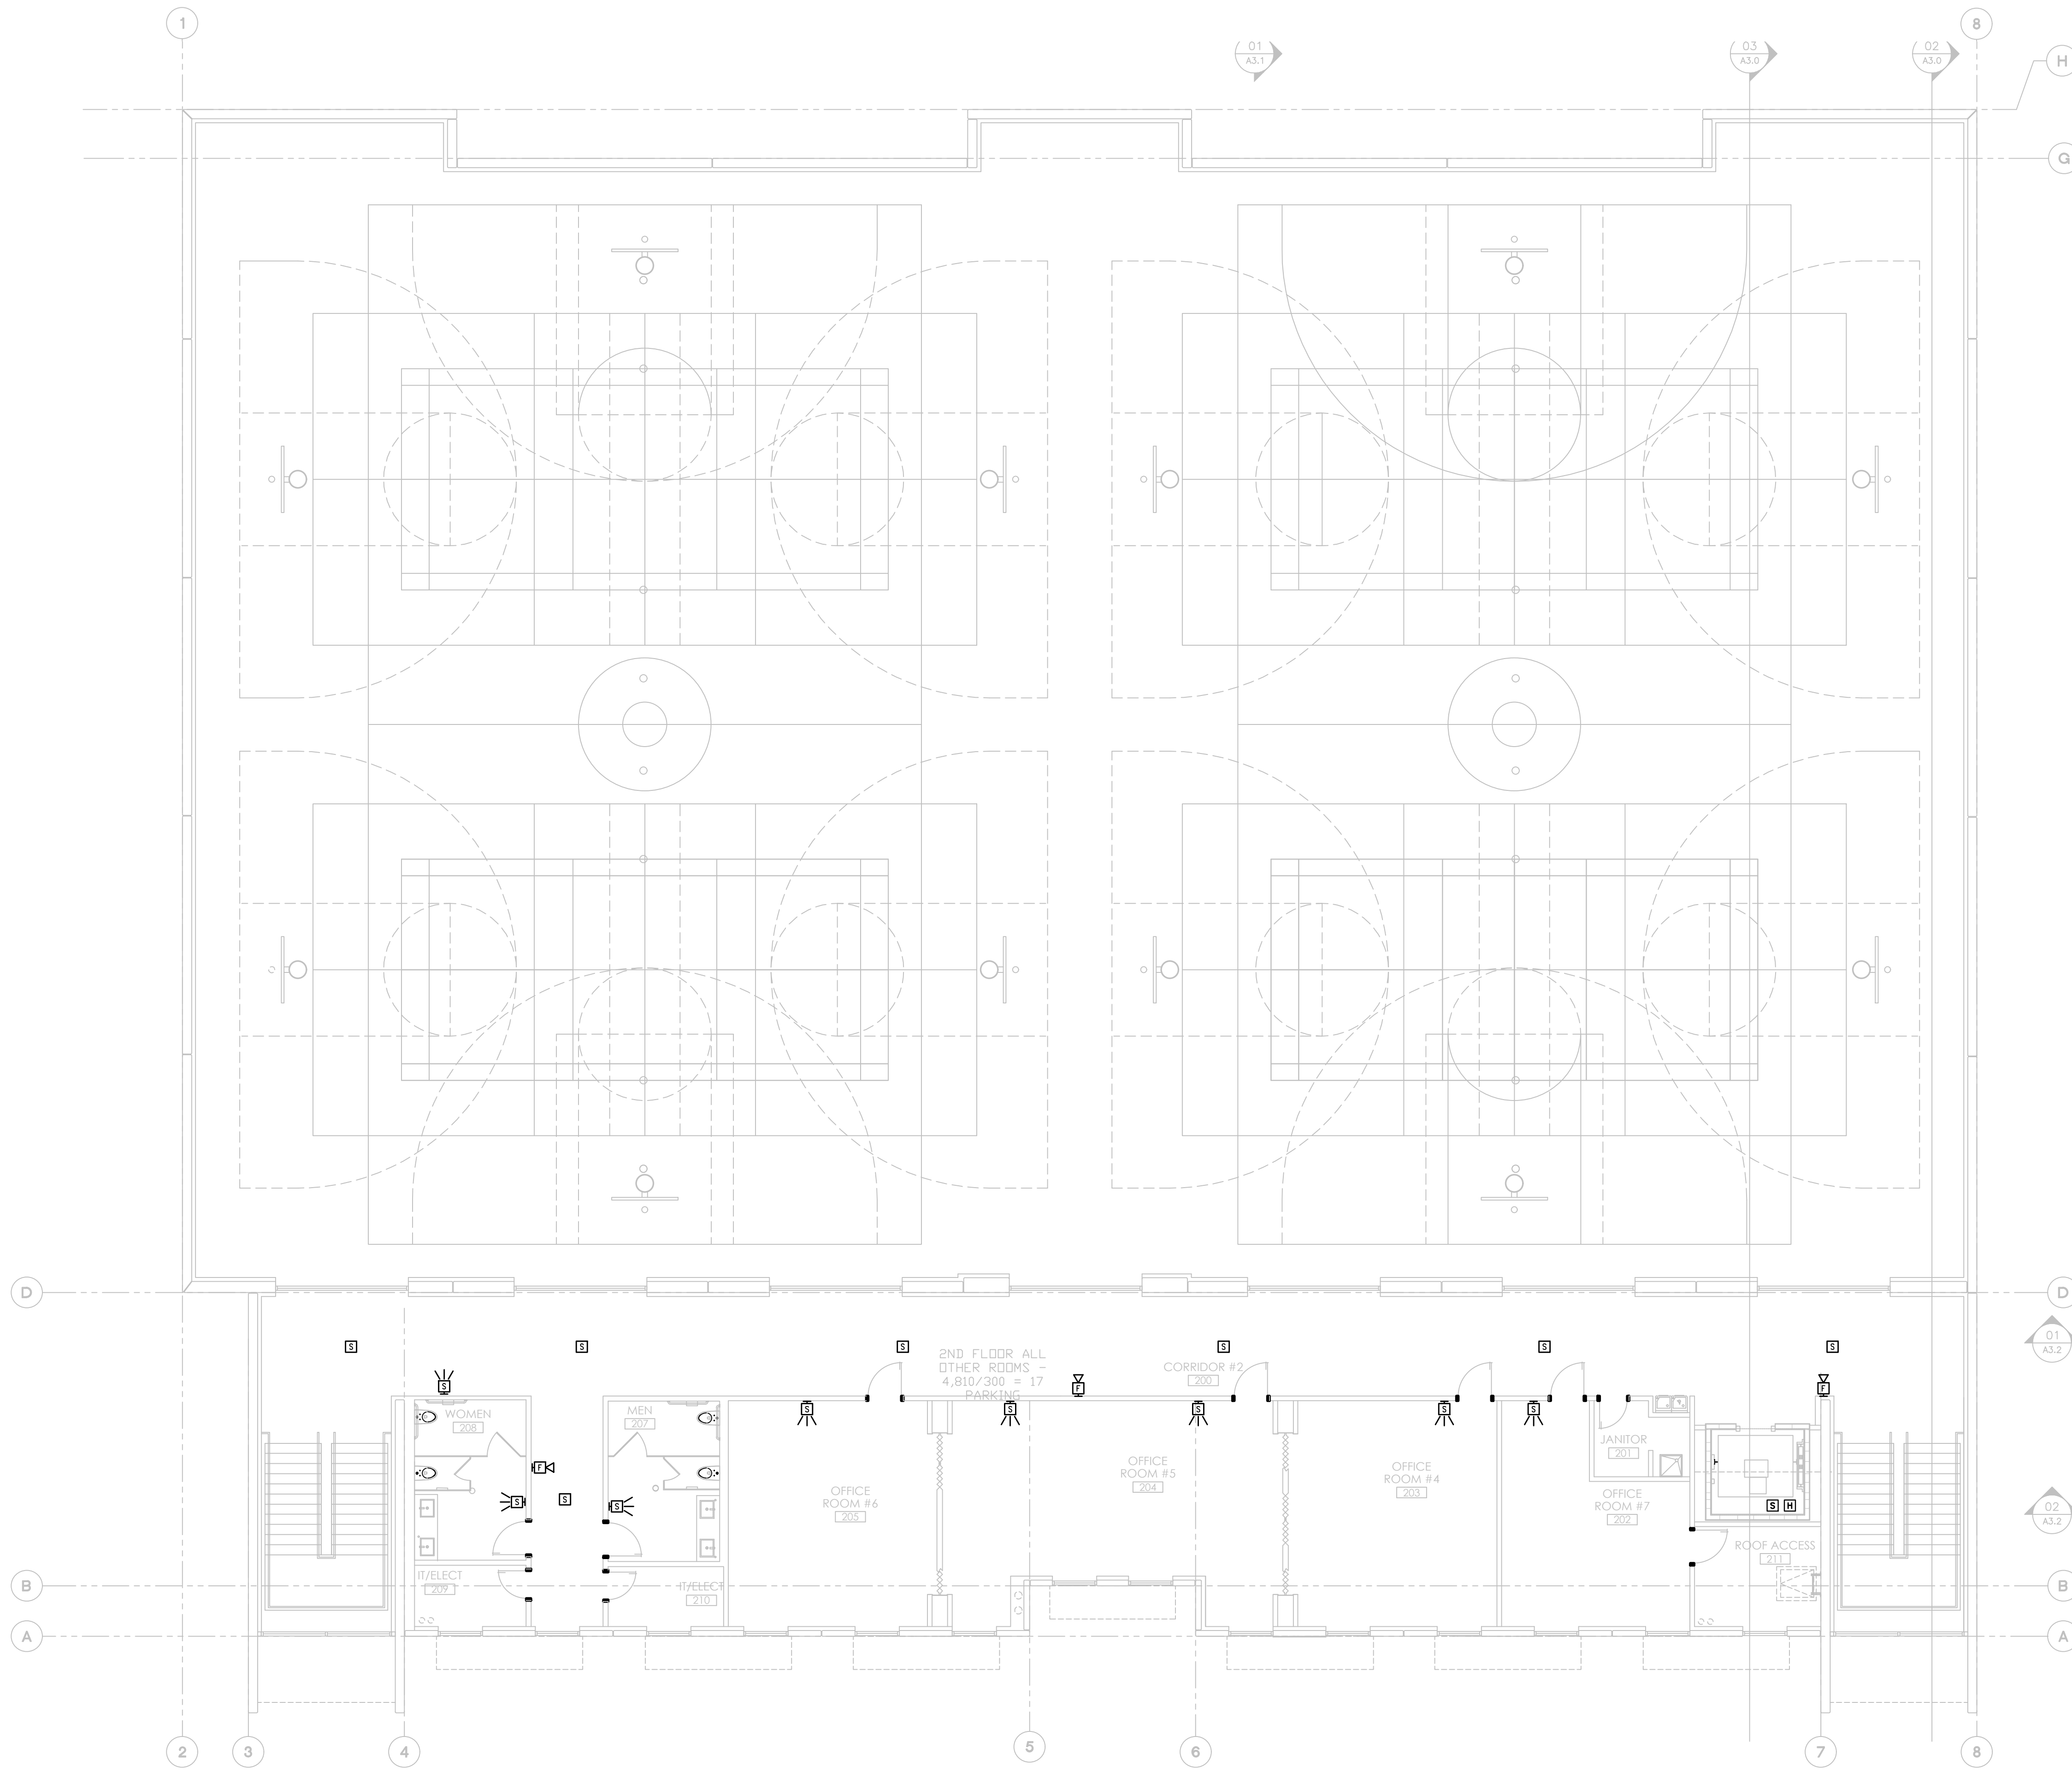 1
8
01
A3.1
03
A3.0
02
A3.0
H
G
D
D
S
S
S
S
S
S
01
A3.2
2ND FLOOR ALL
OTHER ROOMS -
4,810/300 = 17
PARKING
CORRIDOR #2
200
F
F
S
S
S
S
S
S
WOMEN
208
MEN
207
JANITOR
201
F
S
S
S
OFFICE
ROOM #6
205
OFFICE
ROOM #5
204
OFFICE
ROOM #4
203
OFFICE
ROOM #7
202
S
H
02
A3.2
ROOF ACCESS
211
IT/ELECT
209
IT/ELECT
210
B
B
A
A
2
3
4
5
6
7
8